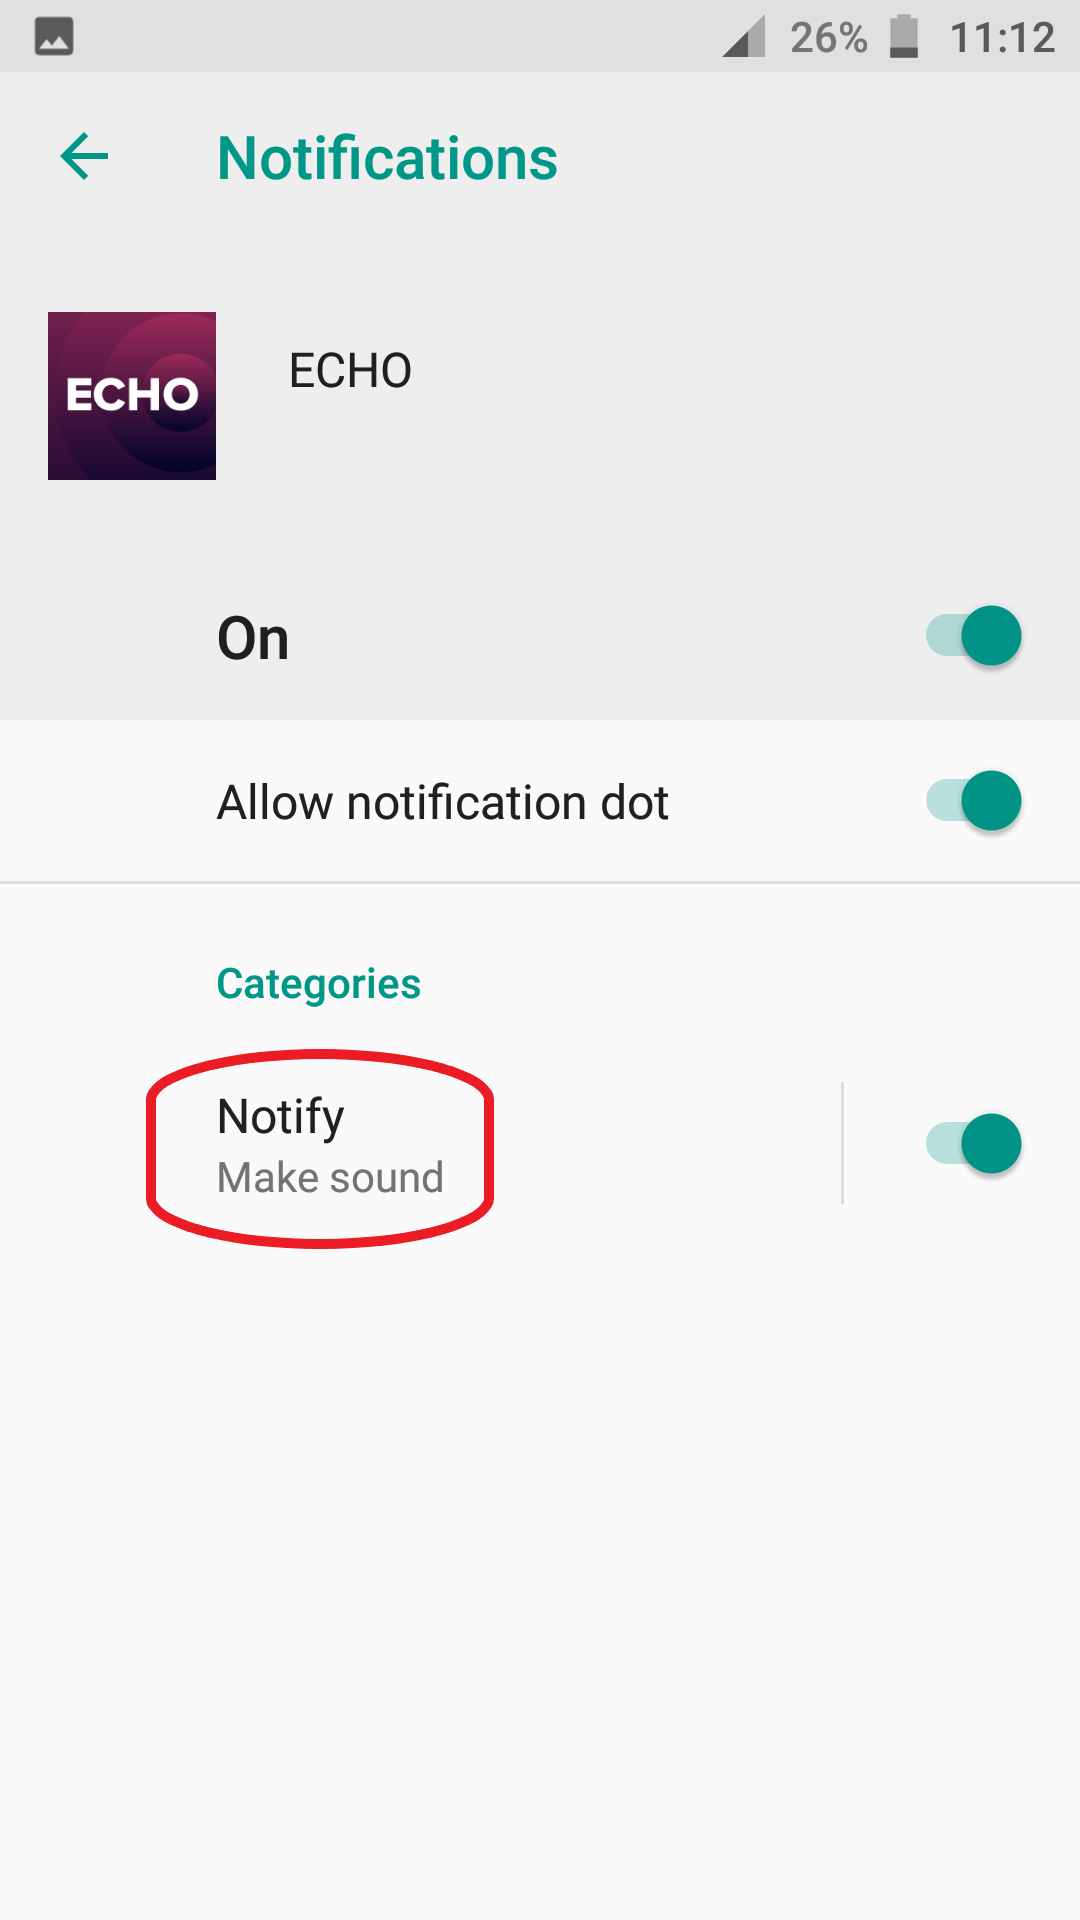 26% 11:12
Notifications
ECHO
ECHO
On
Allow notification dot
Categories
Notify
Make sound